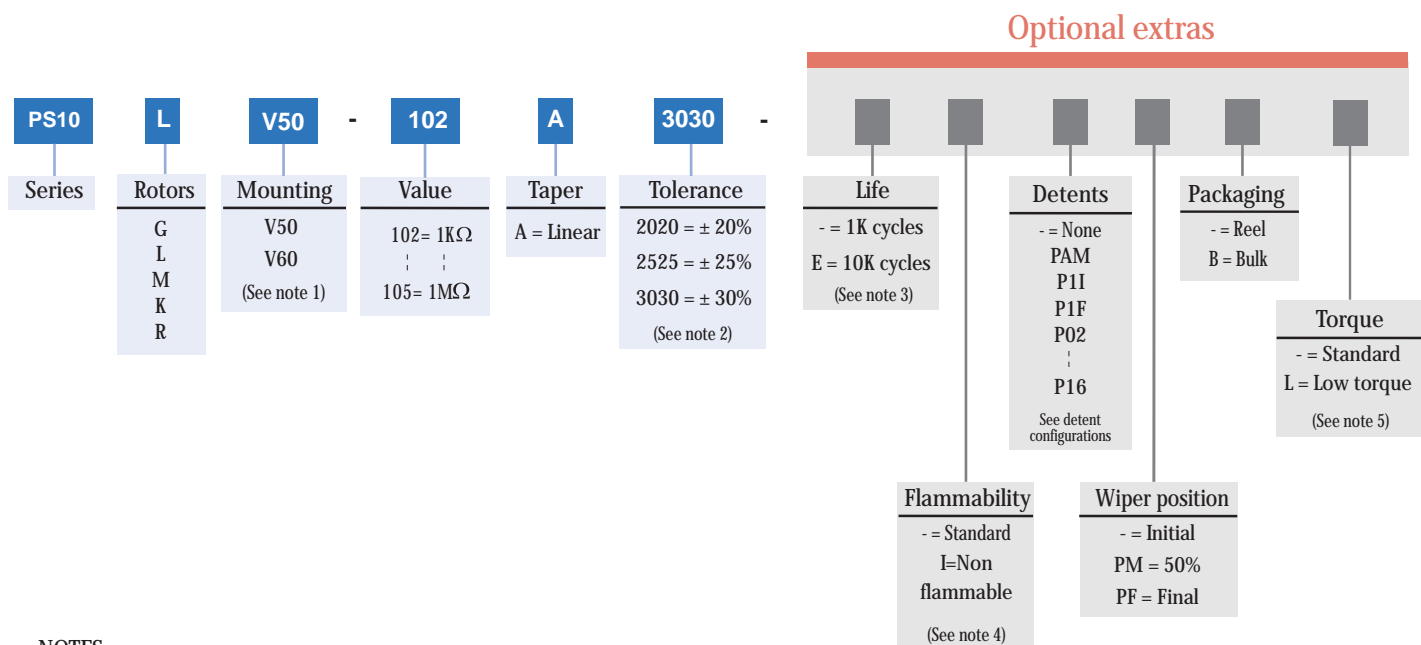 Optional extras
PS10 L V50 - 102 A 3030 -
Series
Rotors
G
L
M
K
R
Mounting
V50
V60
(See note 1)
Value
102= 1KΩ
105= 1MΩ
Taper
A = Linear
Tolerance
2020 = ± 20%
2525 = ± 25%
3030 = ± 30%
(See note 2)
Life
- = 1K cycles
E = 10K cycles
(See note 3)
Flammability
- = Standard
I=Non
flammable
(See note 4)
Detents
- = None
PAM
P1I
P1F
P02
P16
See detent
configurations
Wiper position
- = Initial
PM = 50%
PF = Final
Packaging
- = Reel
B = Bulk
Torque
- = Standard
L = Low torque
(See note 5)
NOTES